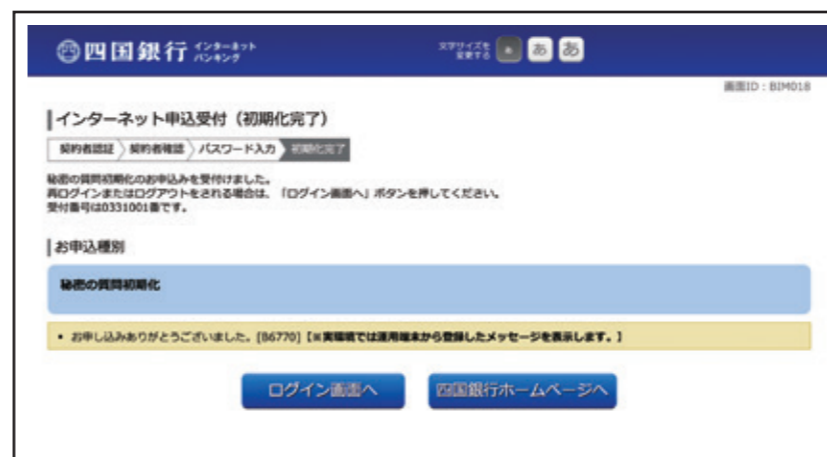 四国銀行 インターネット
バンキング
文字サイズを
変更する あ あ あ
画面ID:BIM018
インターネット申込受付(初期化完了)
契約者認証 契約者確認 パスワード入力 初期化完了
秘密の質問初期化のお申込みを受付けました。
再ログインまたはログアウトをされる場合は、「ログイン画面へ」ボタンを押してください。
受付番号は0331001番です。
お申込種別
秘密の質問初期化
• お申し込みありがとうございました。[B6770]【※実環境では運用端末から登録したメッセージを表示します。】
ログイン画面へ 四国銀行ホームページへ